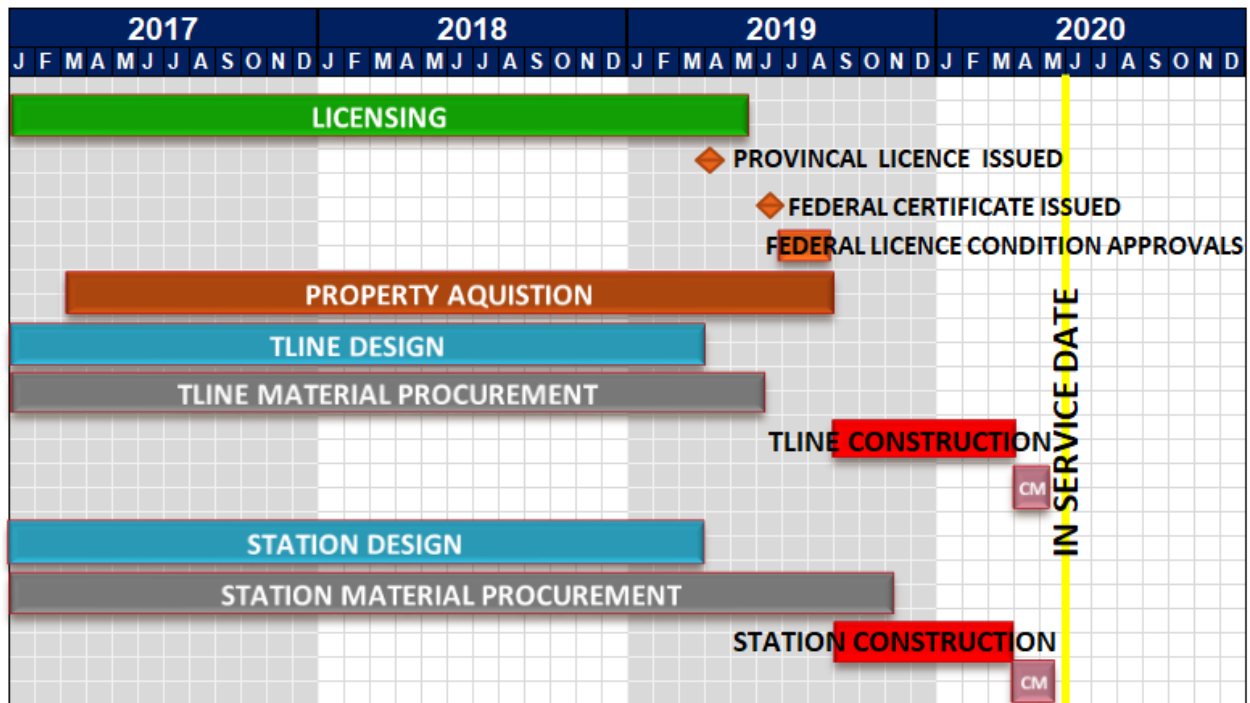 2017 2018 2019 2020
J F M A M J J A S O N D J F M A M J J A S O N D J F M A M J J A S O N D J F M A M J J A S O N D
LICENSING
PROVINCAL LICENCE ISSUED
FEDERAL CERTIFICATE ISSUED
FEDERAL LICENCE CONDITION APPROVALS
PROPERTY AQUISTION
TLINE DESIGN
TLINE MATERIAL PROCUREMENT
TLINE CONSTRUCTION
CM
IN SERVICE DATE
STATION DESIGN
STATION MATERIAL PROCUREMENT
STATION CONSTRUCTION
CM